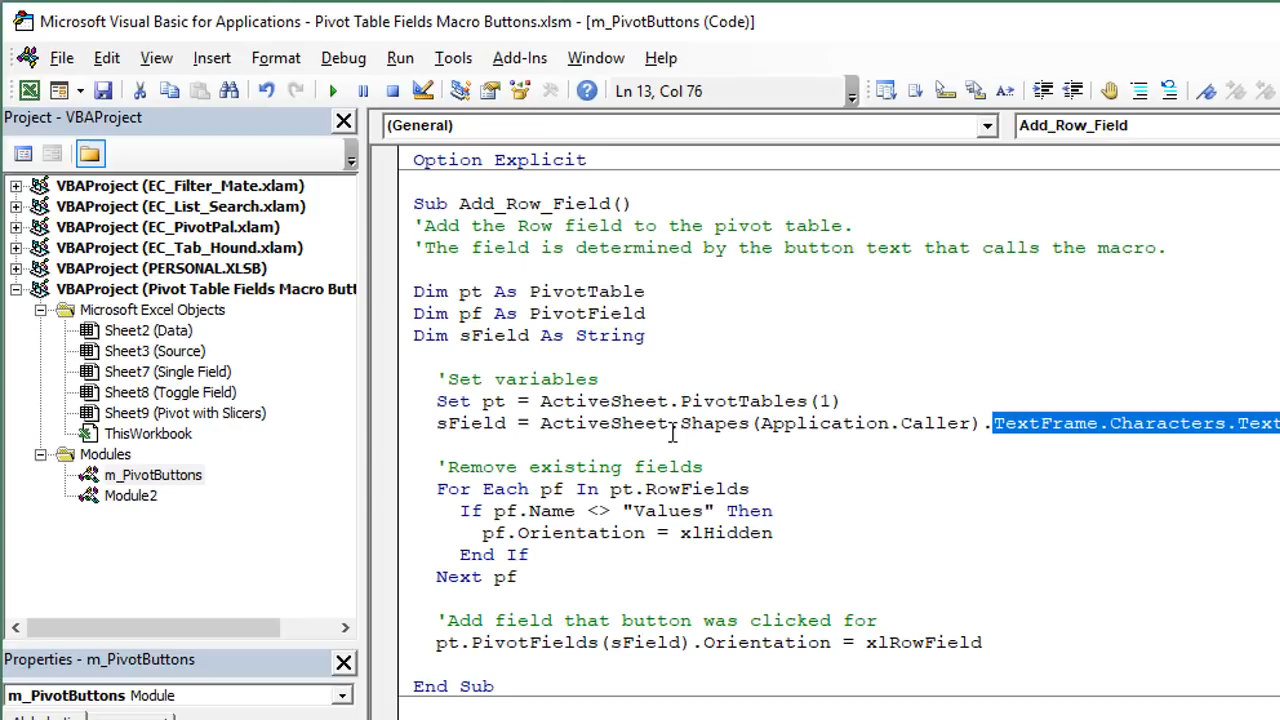 Microsoft Visual Basic for Applications - Pivot Table Fields Macro Buttons.xlsm - [m_PivotButtons (Code)]
File Edit View Insert Format Debug Run Tools Add-Ins Window Help
Ln 13, Col 76
Project - VBAProject
(General) Add_Row_Field
VBAProject (EC_Filter_Mate.xlam)
VBAProject (EC_List_Search.xlam)
VBAProject (EC_PivotPal.xlam)
VBAProject (EC_Tab_Hound.xlam)
VBAProject (PERSONAL.XLSB)
VBAProject (Pivot Table Fields Macro Butt
Microsoft Excel Objects
Sheet2 (Data)
Sheet3 (Source)
Sheet7 (Single Field)
Sheet8 (Toggle Field)
Sheet9 (Pivot with Slicers)
ThisWorkbook
Modules
m_PivotButtons
Module2
Properties - m_PivotButtons
m_PivotButtons Module
Option Explicit
Sub Add_Row_Field()
'Add the Row field to the pivot table.
'The field is determined by the button text that calls the macro.
Dim pt As PivotTable
Dim pf As PivotField
Dim sField As String
'Set variables
Set pt = ActiveSheet.PivotTables(1)
sField = ActiveSheet.Shapes(Application.Caller).TextFrame.Characters.Text
'Remove existing fields
For Each pf In pt.RowFields
If pf.Name <> "Values" Then
pf.Orientation = xlHidden
End If
Next pf
'Add field that button was clicked for
pt.PivotFields(sField).Orientation = xlRowField
End Sub